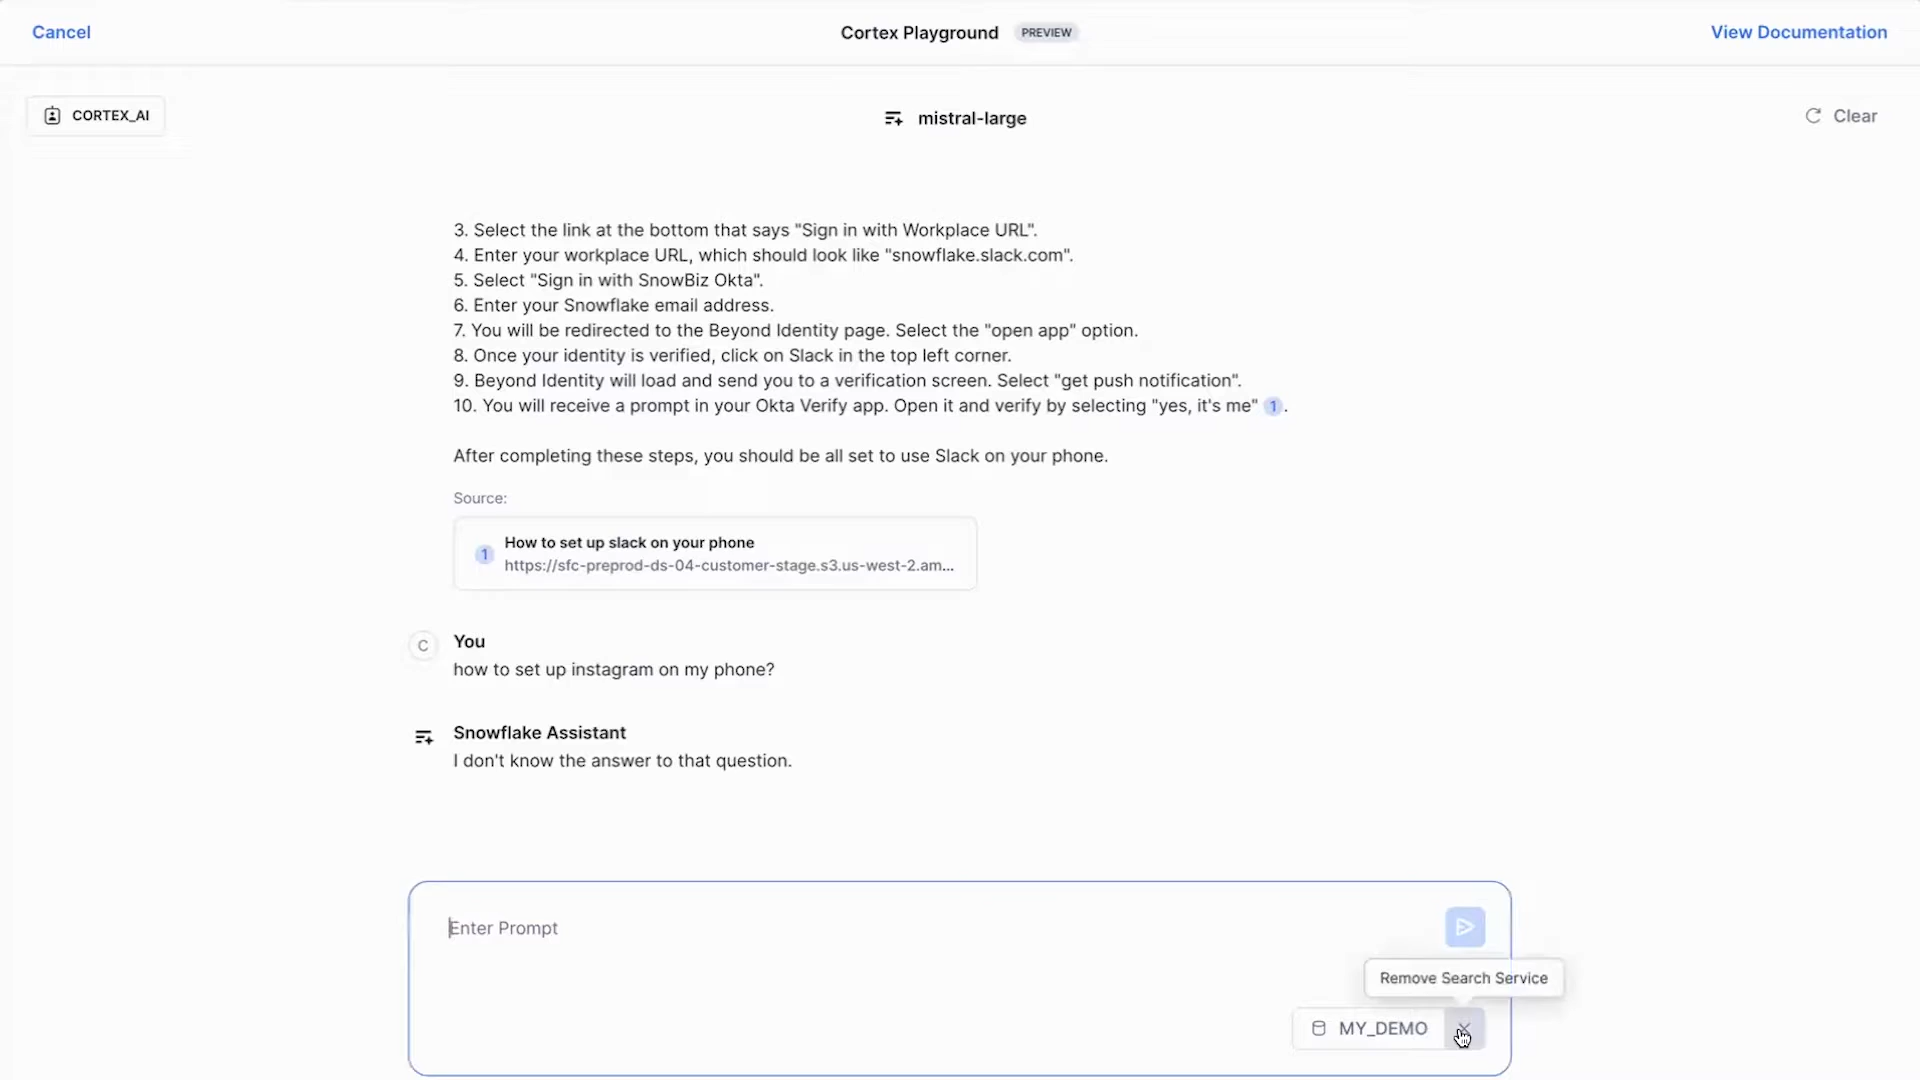 Cancel
Cortex Playground PREVIEW
View Documentation
CORTEX_AI
mistral-large
Clear
3. Select the link at the bottom that says "Sign in with Workplace URL".
4. Enter your workplace URL, which should look like "snowflake.slack.com".
5. Select "Sign in with SnowBiz Okta".
6. Enter your Snowflake email address.
7. You will be redirected to the Beyond Identity page. Select the "open app" option.
8. Once your identity is verified, click on Slack in the top left corner.
9. Beyond Identity will load and send you to a verification screen. Select "get push notification".
10. You will receive a prompt in your Okta Verify app. Open it and verify by selecting "yes, it's me" 1.
After completing these steps, you should be all set to use Slack on your phone.
Source:
1
How to set up slack on your phone
https://sfc-preprod-ds-04-customer-stage.s3.us-west-2.am...
C
You
how to set up instagram on my phone?
Snowflake Assistant
I don't know the answer to that question.
Enter Prompt
Remove Search Service
MY_DEMO